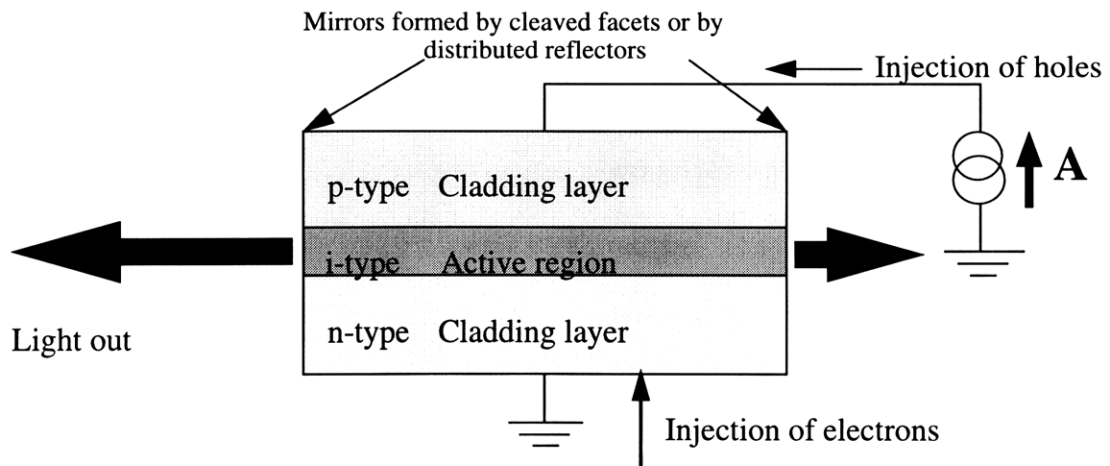 Mirrors formed by cleaved facets or by
distributed reflectors
Injection of holes
p-type Cladding layer
A
i-type Active region
n-type Cladding layer
Light out
Injection of electrons